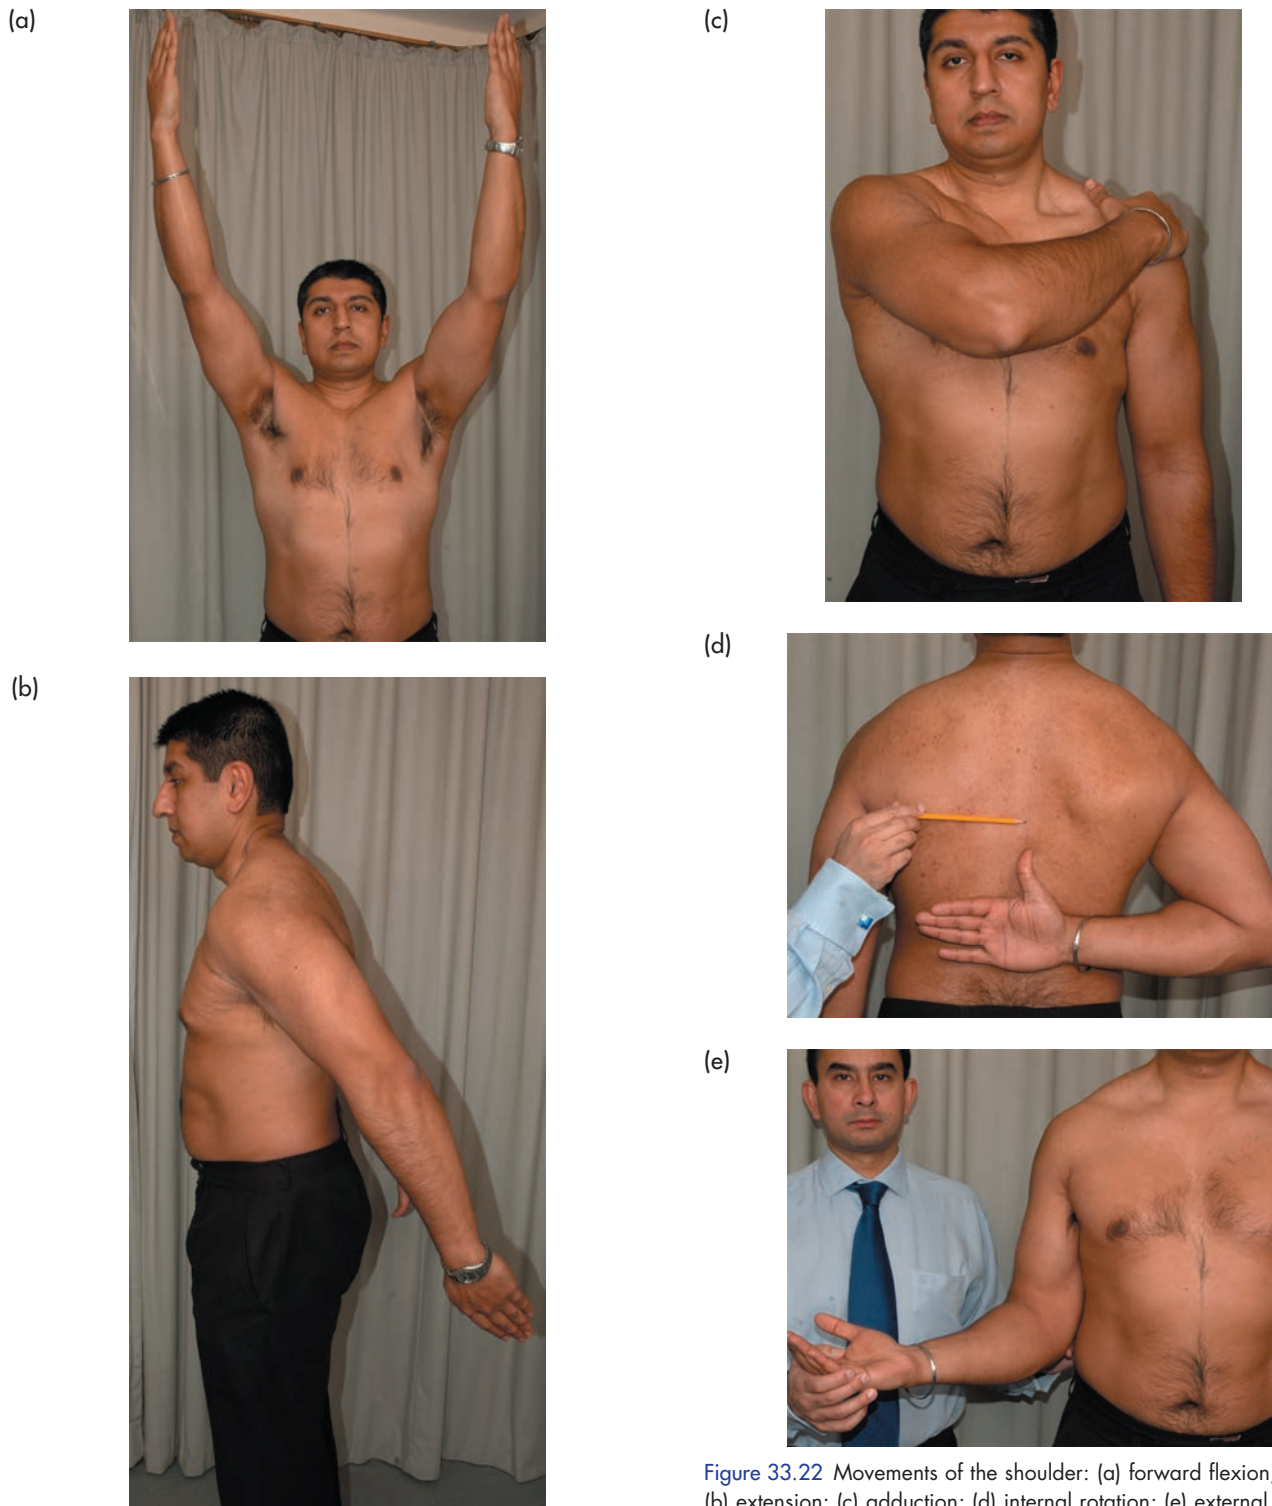 (a)
(b)
(c)
(d)
(e)
Figure 33.22 Movements of the shoulder: (a) forward flexion;
(b) extension; (c) adduction; (d) internal rotation; (e) external